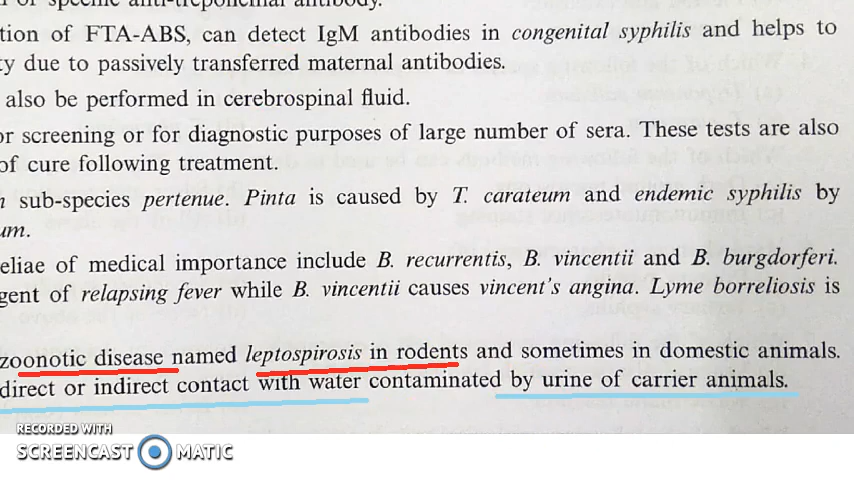 of specific anti-treponemal antibody.
tion of FTA-ABS, can detect IgM antibodies in congenital syphilis and helps to
ty due to passively transferred maternal antibodies.
also be performed in cerebrospinal fluid.
or screening or for diagnostic purposes of large number of sera. These tests are also
of cure following treatment.
sub-species pertenue. Pinta is caused by T. carateum and endemic syphilis by
um.
eliae of medical importance include B. recurrentis, B. vincentii and B. burgdorferi.
gent of relapsing fever while B. vincentii causes vincent's angina. Lyme borreliosis is
zoonotic disease named leptospirosis in rodents and sometimes in domestic animals.
direct or indirect contact with water contaminated by urine of carrier animals.
RECORDED WITH
SCREENCAST MATIC